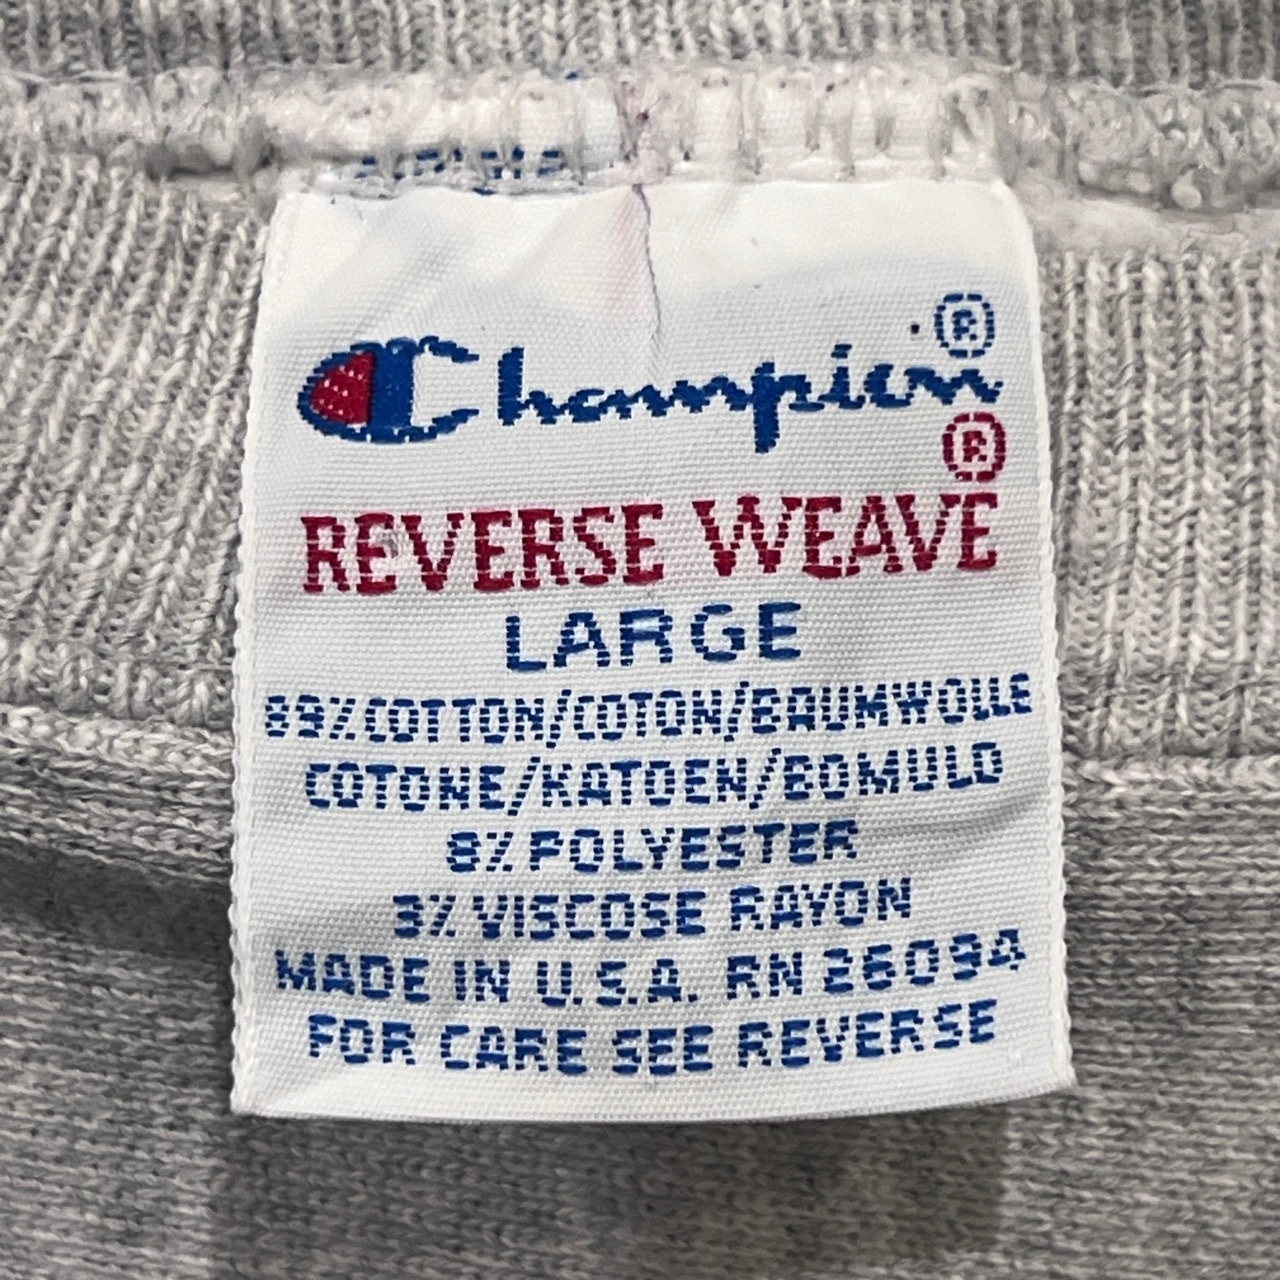 Champion®
®
REVERSE WEAVE
LARGE
89% COTTON/COTON/BAUMWOLLE
COTONE/KATOEN/BOMULD
8% POLYESTER
3% VISCOSE RAYON
MADE IN U.S.A. RN 26094
FOR CARE SEE REVERSE